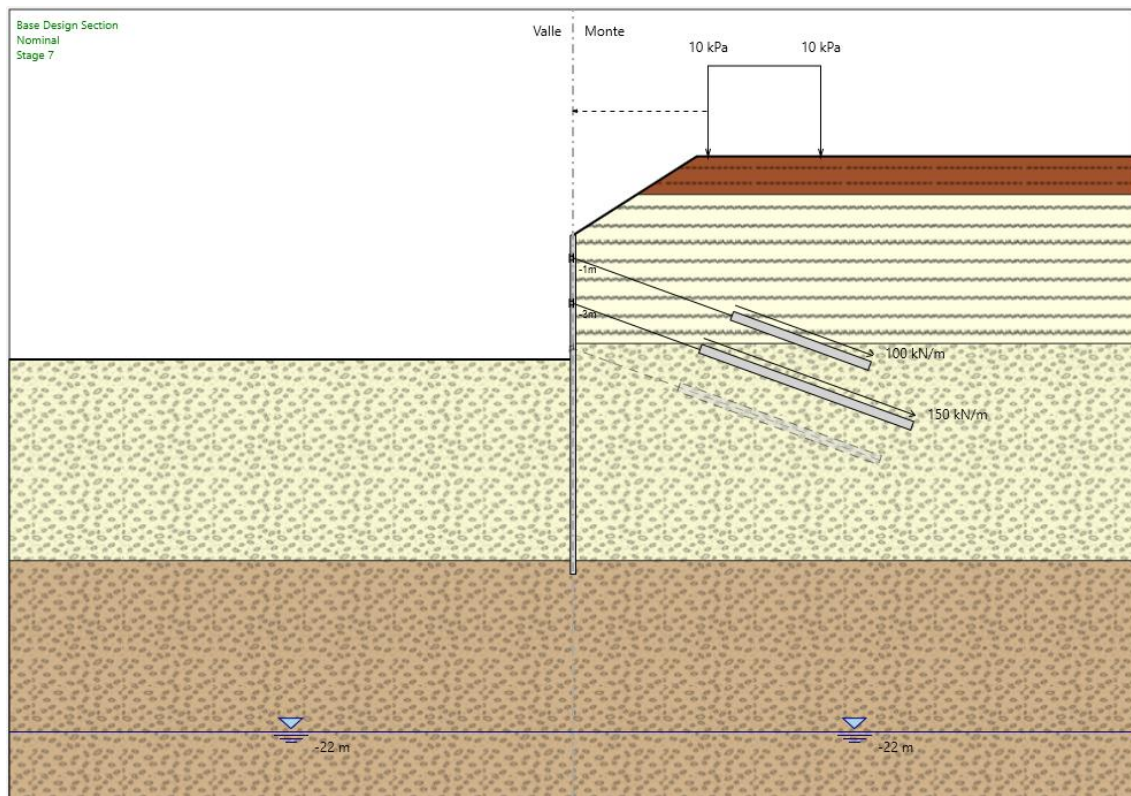 Base Design Section
Nominal
Stage 7
Valle Monte
10 kPa 10 kPa
-1m
-3m
100 kN/m
150 kN/m
-22 m -22 m